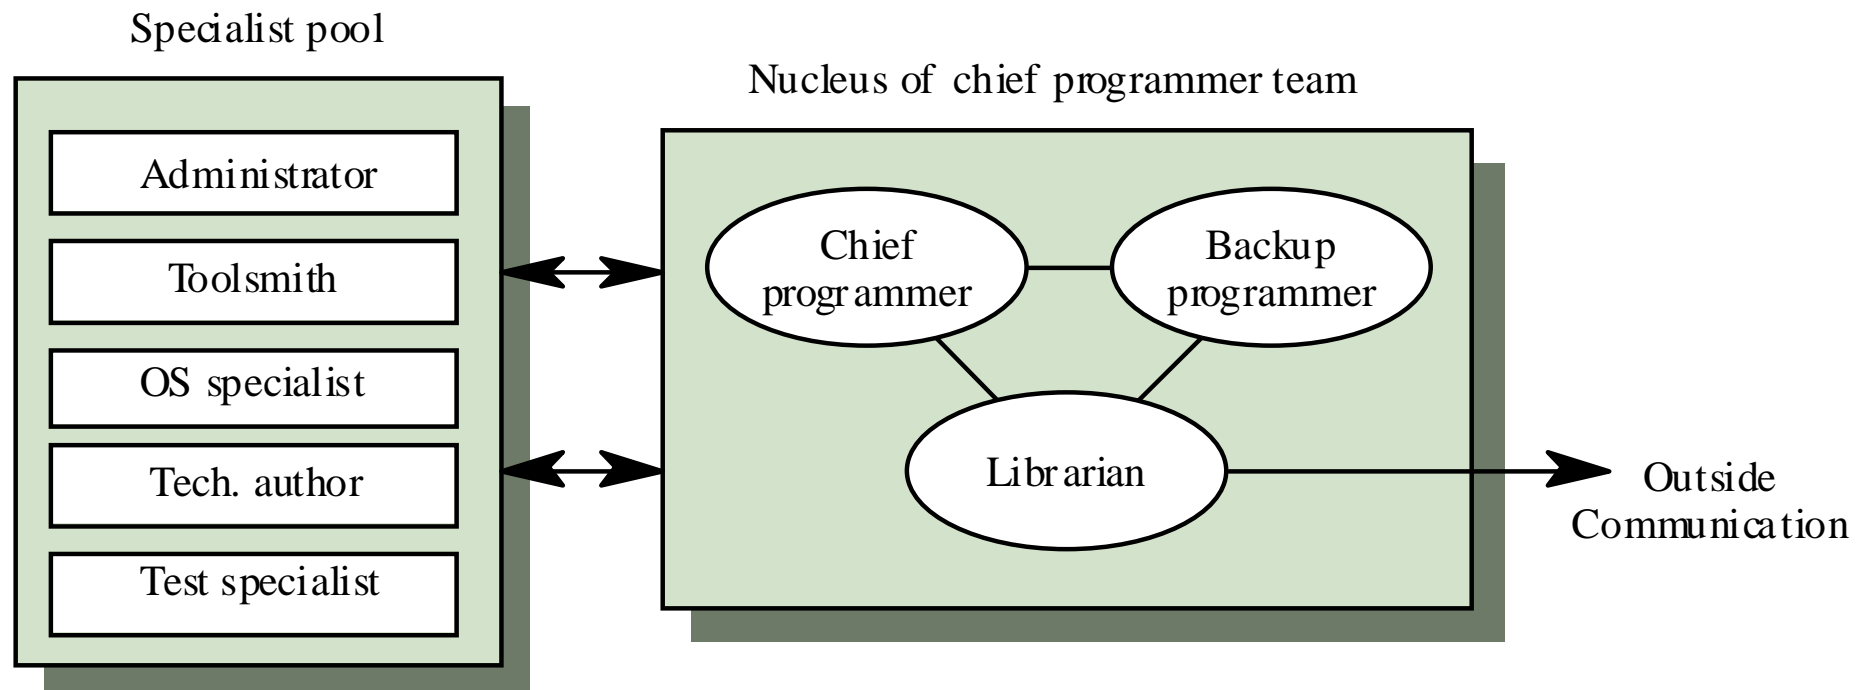 Specialist pool
Administrator
Toolsmith
OS specialist
Tech. author
Test specialist
Nucleus of chief programmer team
Chief
programmer
Backup
programmer
Librarian
Outside
Communication